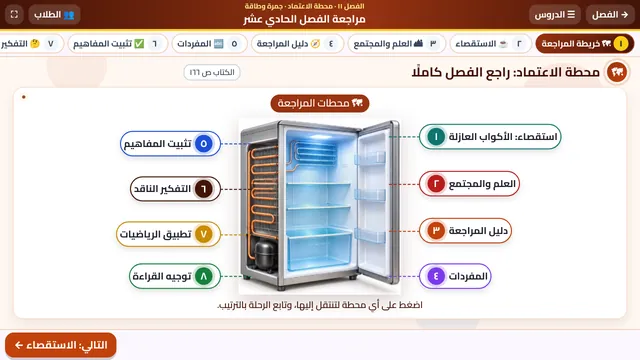 → الفصل
☰ الدروس
الفصل ١١ · محطة الاعتماد · جمرة وطاقة
مراجعة الفصل الحادي عشر
الطلاب
١ خريطة المراجعة
٢ الاستقصاء
٣ العلم والمجتمع
٤ دليل المراجعة
٥ المفردات
٦ تثبيت المفاهيم
٧ التفكير
محطة الاعتماد: راجع الفصل كاملًا
الكتاب ص ١٦٦
محطات المراجعة
استقصاء: الأكواب العازلة ١
العلم والمجتمع ٢
دليل المراجعة ٣
المفردات ٤
٥ تثبيت المفاهيم
٦ التفكير الناقد
٧ تطبيق الرياضيات
٨ توجيه القراءة
اضغط على أي محطة لتنتقل إليها، وتابع الرحلة بالترتيب.
التالي: الاستقصاء ←